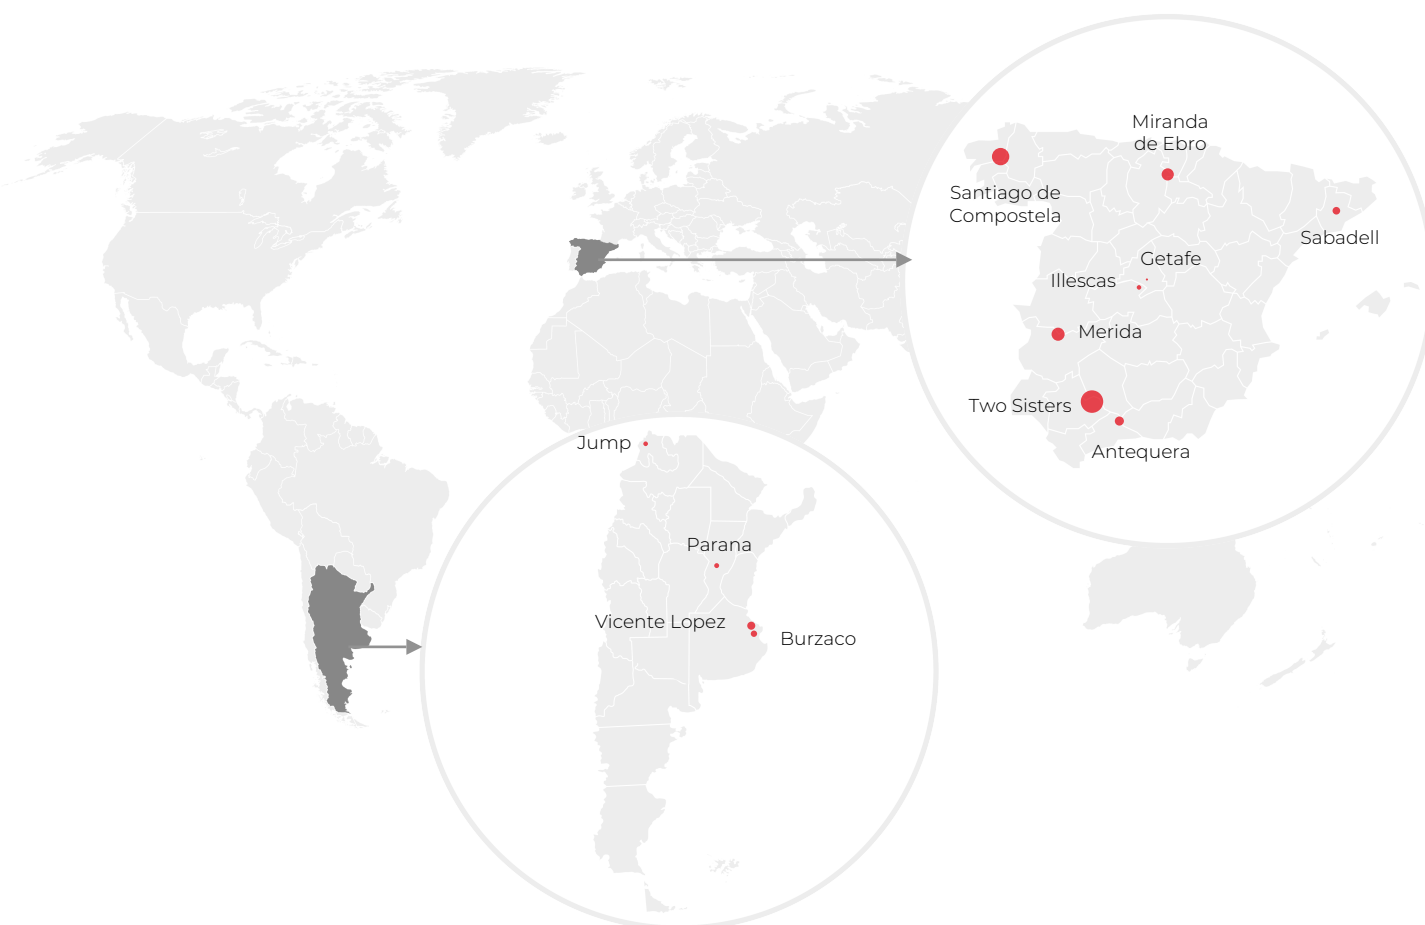 Miranda
de Ebro
Santiago de
Compostela
Sabadell
Getafe
Illescas
Merida
Two Sisters
Antequera
Jump
Parana
Vicente Lopez
Burzaco